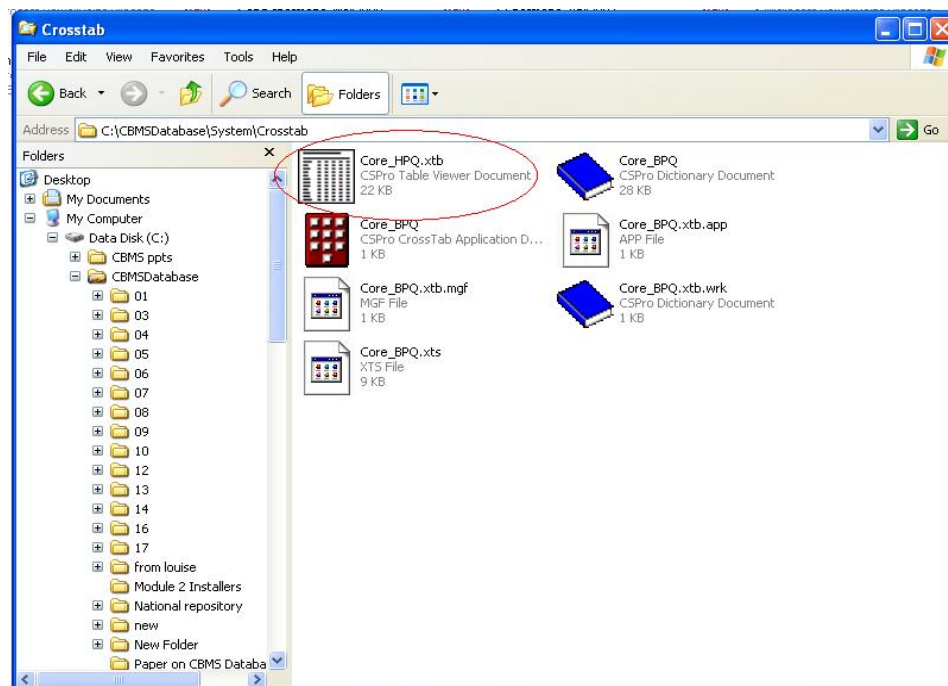 Crosstab
File Edit View Favorites Tools Help
Back Search Folders
Address C:\CBMSDatabase\System\Crosstab Go
Folders
Desktop
My Documents
My Computer
Data Disk (C:)
CBMS ppts
CBMSDatabase
01
03
04
05
06
07
08
09
10
12
13
14
16
17
from louise
Module 2 Installers
National repository
new
New Folder
Paper on CBMS Databa
Core_HPQ.xtb
CSPro Table Viewer Document
22 KB
Core_BPQ
CSPro Dictionary Document
28 KB
Core_BPQ
CSPro CrossTab Application D...
1 KB
Core_BPQ.xtb.app
APP File
1 KB
Core_BPQ.xtb.mgf
MGF File
1 KB
Core_BPQ.xtb.wrk
CSPro Dictionary Document
1 KB
Core_BPQ.xts
XTS File
9 KB